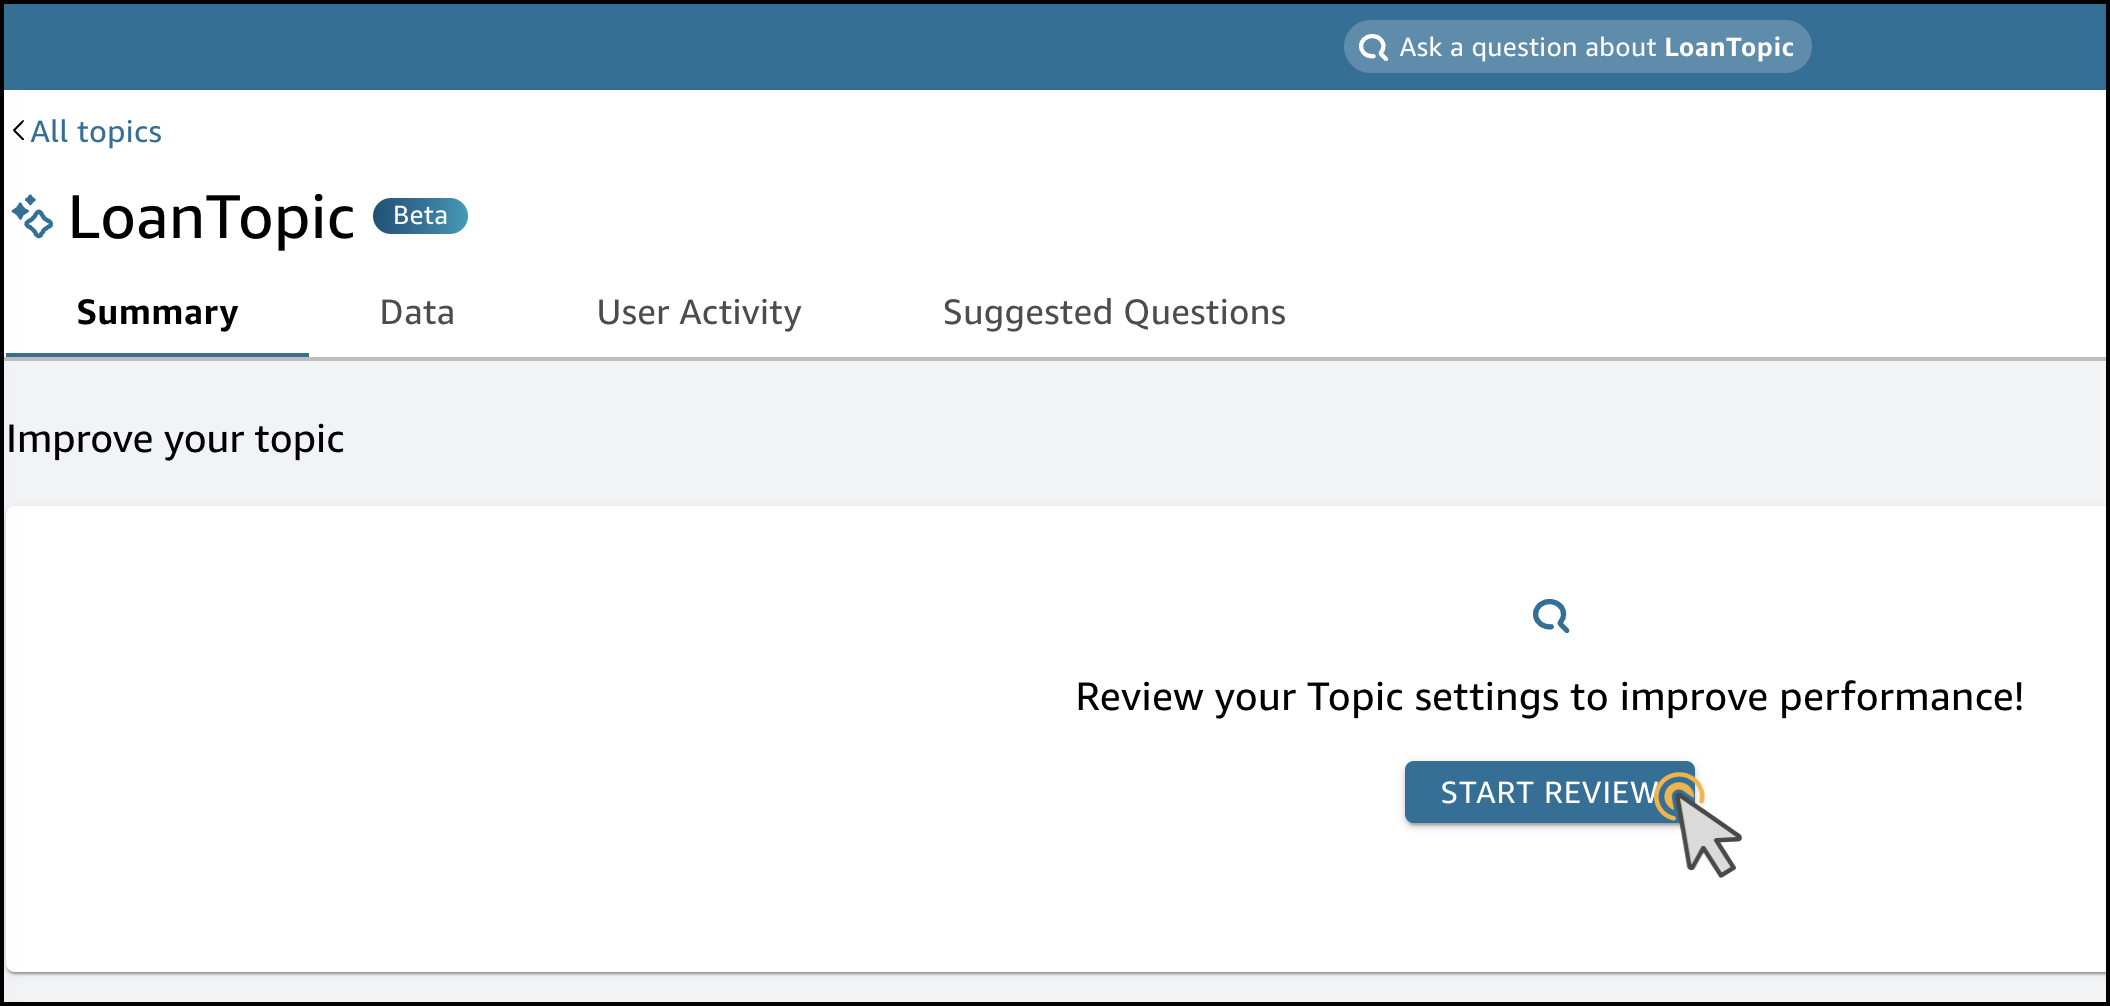 Ask a question about LoanTopic
All topics
LoanTopic Beta
Summary Data User Activity Suggested Questions
Improve your topic
Review your Topic settings to improve performance!
START REVIEW